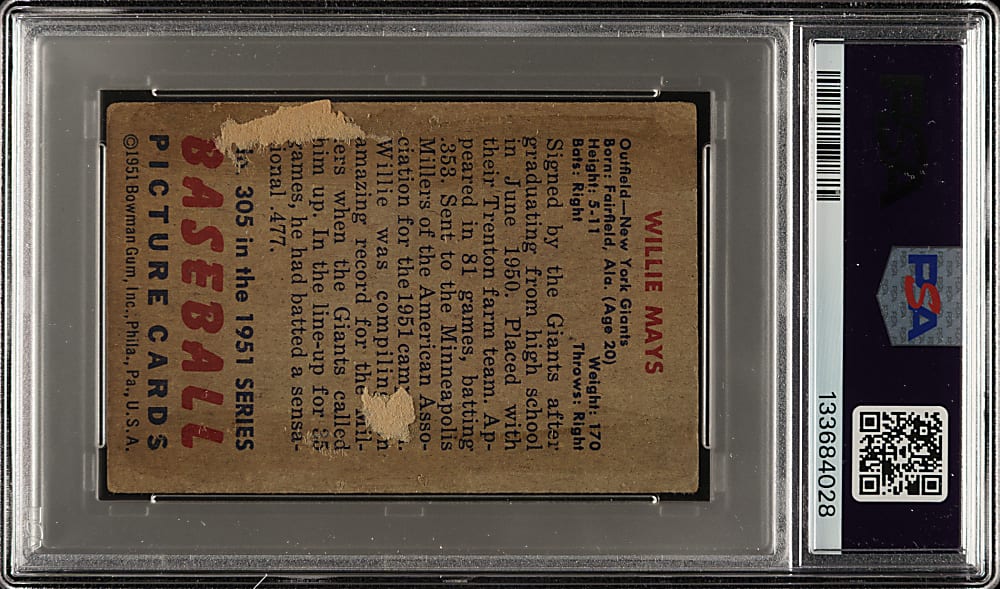 WILLIE MAYS
Outfield—New York Giants
Born: Fairfield, Ala. (Age 20)
Height: 5-11 Weight: 170
Bats: Right Throws: Right
Signed by the Giants after
graduating from high school
in June 1950. Placed with
their Trenton farm team. Ap-
peared in 81 games, batting
.353. Sent to the Minneapolis
Millers of the American Asso-
ciation for the 1951
Willie was
amazing record for the Mil-
ers when the Giants called
him up. In the line-up for 35
games, he had batted a sensa-
ional 477.
305 in the 1951 SERIES
BASEBALL
PICTURE CARDS
©1951 Bowman Gum, Inc., Phila., Pa., U.S.A.
PSA
133684028